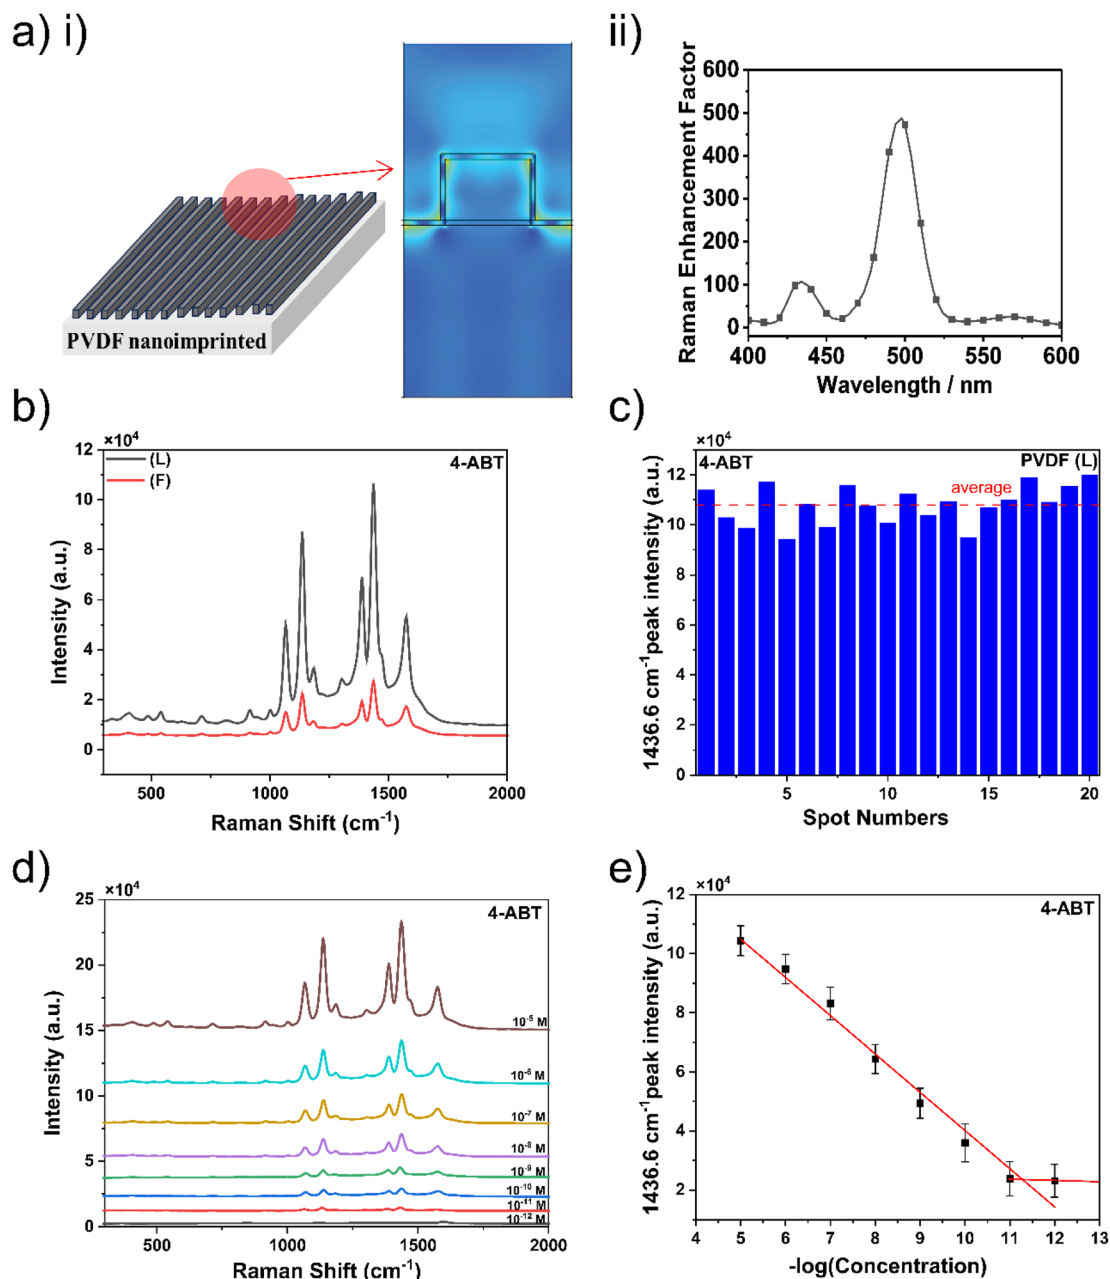 a) i)
PVDF nanoimprinted
ii)
Raman Enhancement Factor
600
500
400
300
200
100
0
400
450
500
550
600
Wavelength / nm
b)
×10⁴
(L)
(F)
4-ABT
Intensity (a.u.)
12
10
8
6
4
2
0
500
1000
1500
2000
Raman Shift (cm⁻¹)
c)
×10⁴
4-ABT
PVDF (L)
average
1436.6 cm⁻¹peak intensity (a.u.)
12
10
8
6
4
2
0
5
10
15
20
Spot Numbers
d)
×10⁴
4-ABT
Intensity (a.u.)
25
20
15
10
5
0
10⁻⁵ M
10⁻⁶ M
10⁻⁷ M
10⁻⁸ M
10⁻⁹ M
10⁻¹⁰ M
10⁻¹¹ M
10⁻¹² M
500
1000
1500
2000
Raman Shift (cm⁻¹)
e)
×10⁴
4-ABT
1436.6 cm⁻¹peak intensity (a.u.)
12
10
8
6
4
2
4
5
6
7
8
9
10
11
12
13
-log(Concentration)